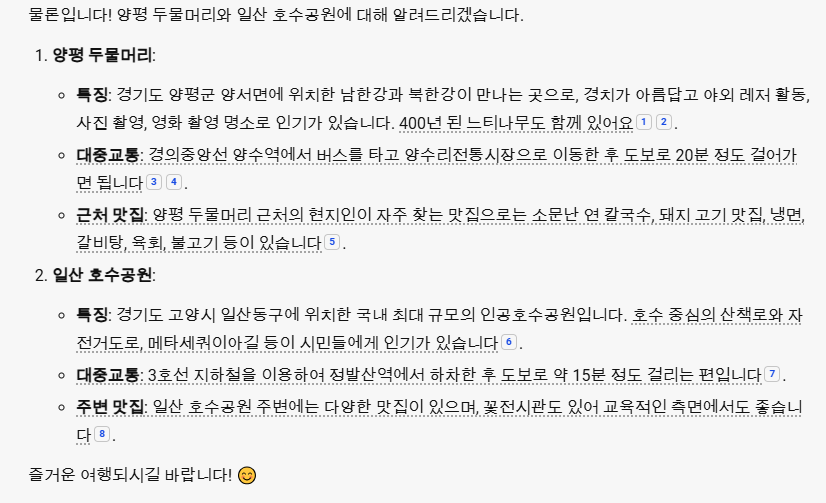 물론입니다! 양평 두물머리와 일산 호수공원에 대해 알려드리겠습니다.
1. 양평 두물머리:
특징: 경기도 양평군 양서면에 위치한 남한강과 북한강이 만나는 곳으로, 경치가 아름답고 야외 레저 활동,
사진 촬영, 영화 촬영 명소로 인기가 있습니다. 400년 된 느티나무도 함께 있어요 1 2 .
대중교통: 경의중앙선 양수역에서 버스를 타고 양수리전통시장으로 이동한 후 도보로 20분 정도 걸어가
면 됩니다 3 4 .
근처 맛집: 양평 두물머리 근처의 현지인이 자주 찾는 맛집으로는 소문난 연 칼국수, 돼지 고기 맛집, 냉면,
갈비탕, 육회, 불고기 등이 있습니다 5 .
2. 일산 호수공원:
특징: 경기도 고양시 일산동구에 위치한 국내 최대 규모의 인공호수공원입니다. 호수 중심의 산책로와 자
전거도로, 메타세쿼이아길 등이 시민들에게 인기가 있습니다 6 .
대중교통: 3호선 지하철을 이용하여 정발산역에서 하차한 후 도보로 약 15분 정도 걸리는 편입니다 7 .
주변 맛집: 일산 호수공원 주변에는 다양한 맛집이 있으며, 꽃전시관도 있어 교육적인 측면에서도 좋습니
다 8 .
즐거운 여행되시길 바랍니다! 😊